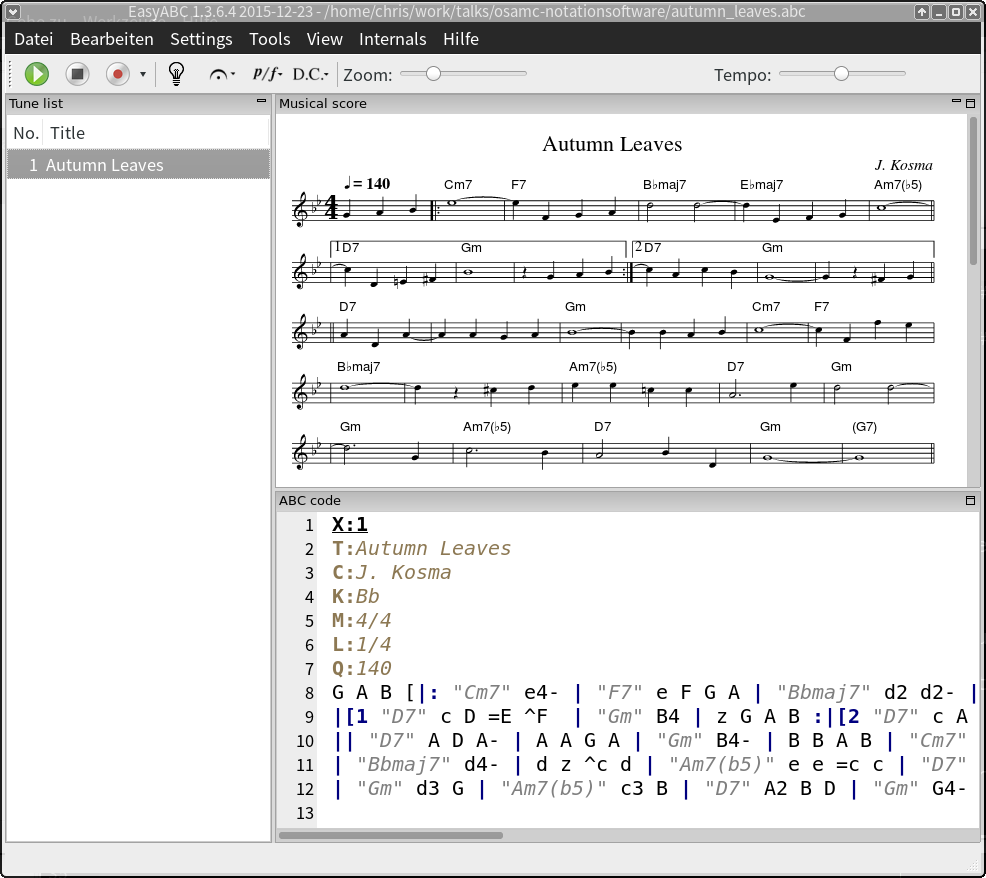 EasyABC 1.3.6.4 2015-12-23 - /home/chris/work/talks/osamc-notationsoftware/autumn_leaves.abc
Datei Bearbeiten Settings Tools View Internals Hilfe
p/f D.C. Zoom: Tempo:
Tune list
No. Title
1 Autumn Leaves
Musical score
Autumn Leaves
J. Kosma
♩ = 140 Cm7 F7 B♭maj7 E♭maj7 Am7(♭5)
4
4
1 D7 Gm 2 D7 Gm
D7 Gm Cm7 F7
B♭maj7 Am7(♭5) D7 Gm
Gm Am7(♭5) D7 Gm (G7)
ABC code
1 X:1
2 T:Autumn Leaves
3 C:J. Kosma
4 K:Bb
5 M:4/4
6 L:1/4
7 Q:140
8 G A B [|: "Cm7" e4- | "F7" e F G A | "Bbmaj7" d2 d2- |
9 |[1 "D7" c D =E ^F | "Gm" B4 | z G A B :|[2 "D7" c A
10 || "D7" A D A- | A A G A | "Gm" B4- | B B A B | "Cm7"
11 | "Bbmaj7" d4- | d z ^c d | "Am7(b5)" e e =c c | "D7"
12 | "Gm" d3 G | "Am7(b5)" c3 B | "D7" A2 B D | "Gm" G4-
13